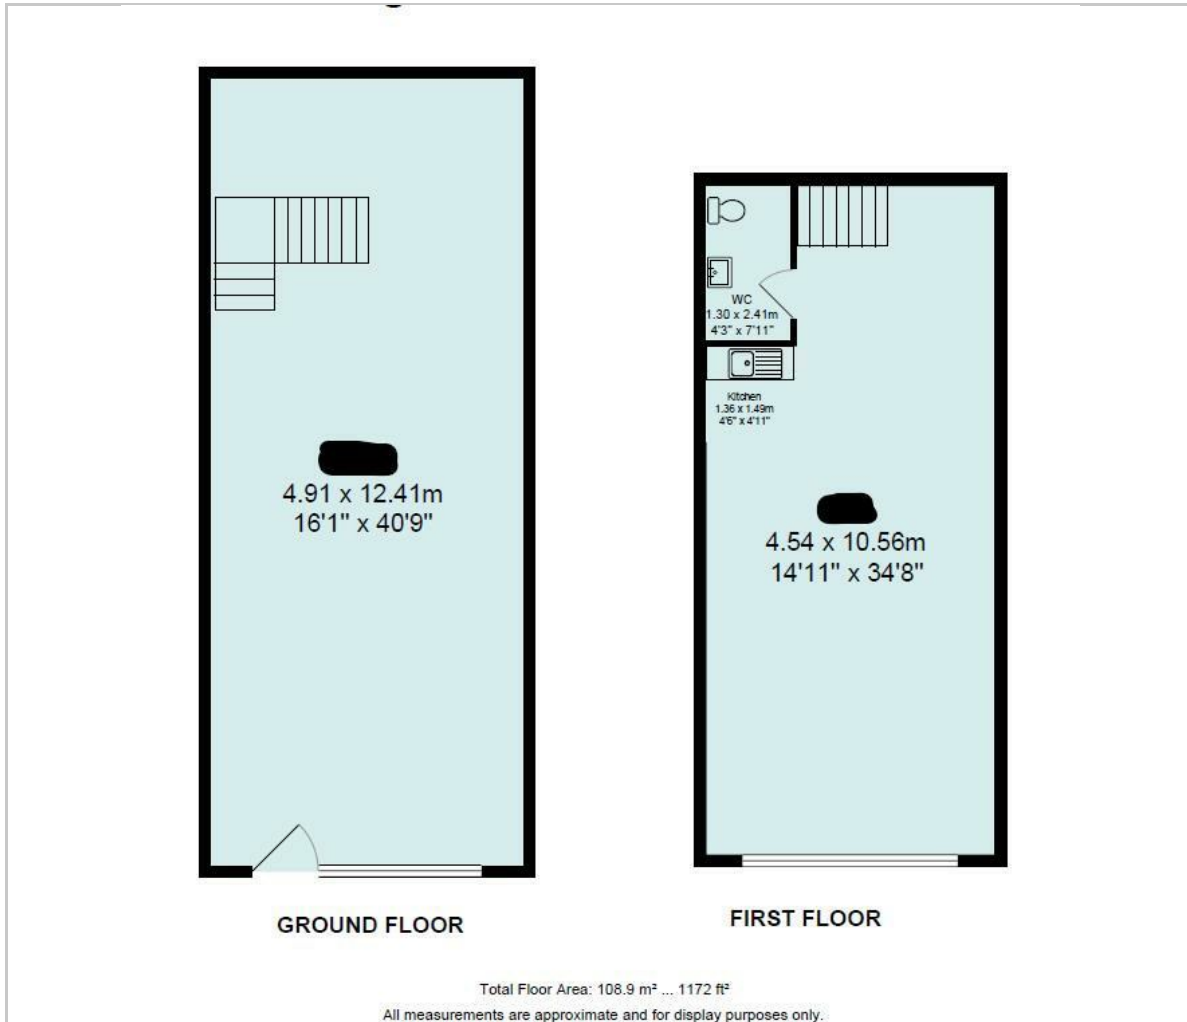 4.91 x 12.41m
16'1" x 40'9"
GROUND FLOOR
WC
1.30 x 2.41m
4'3" x 7'11"
Kitchen
1.36 x 1.49m
4'6" x 4'11"
4.54 x 10.56m
14'11" x 34'8"
FIRST FLOOR
Total Floor Area: 108.9 m² ... 1172 ft²
All measurements are approximate and for display purposes only.